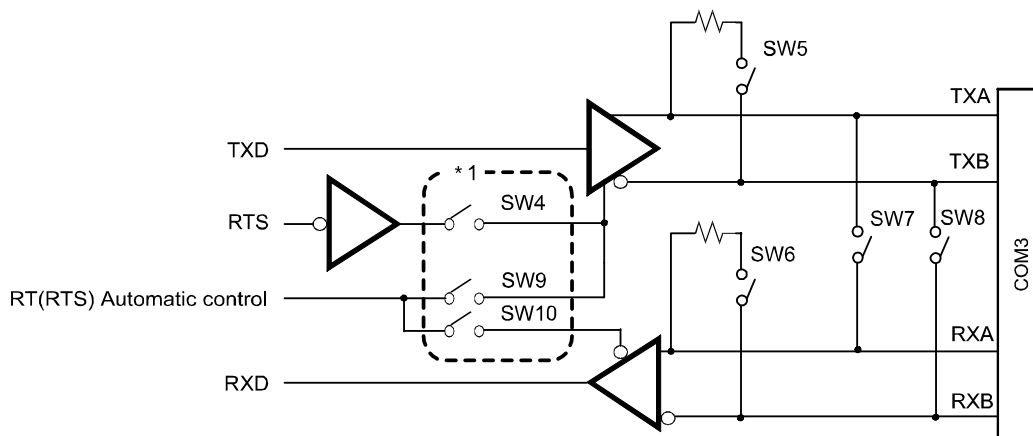 SW5
TXA
TXD
* 1
TXB
RTS
SW4
SW7
SW8
SW6
COM3
RT(RTS) Automatic control
SW9
SW10
RXA
RXD
RXB